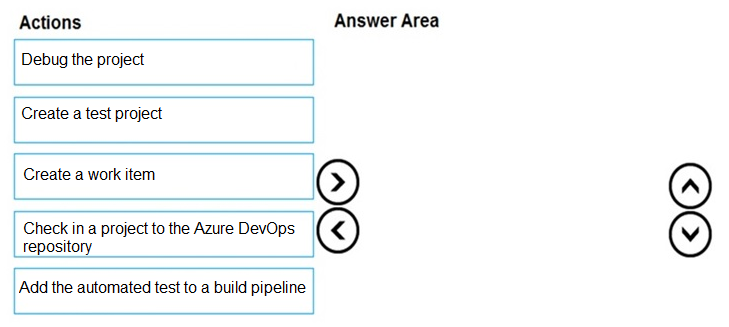 Actions
Answer Area
Debug the project
Create a test project
Create a work item
Check in a project to the Azure DevOps
repository
Add the automated test to a build pipeline